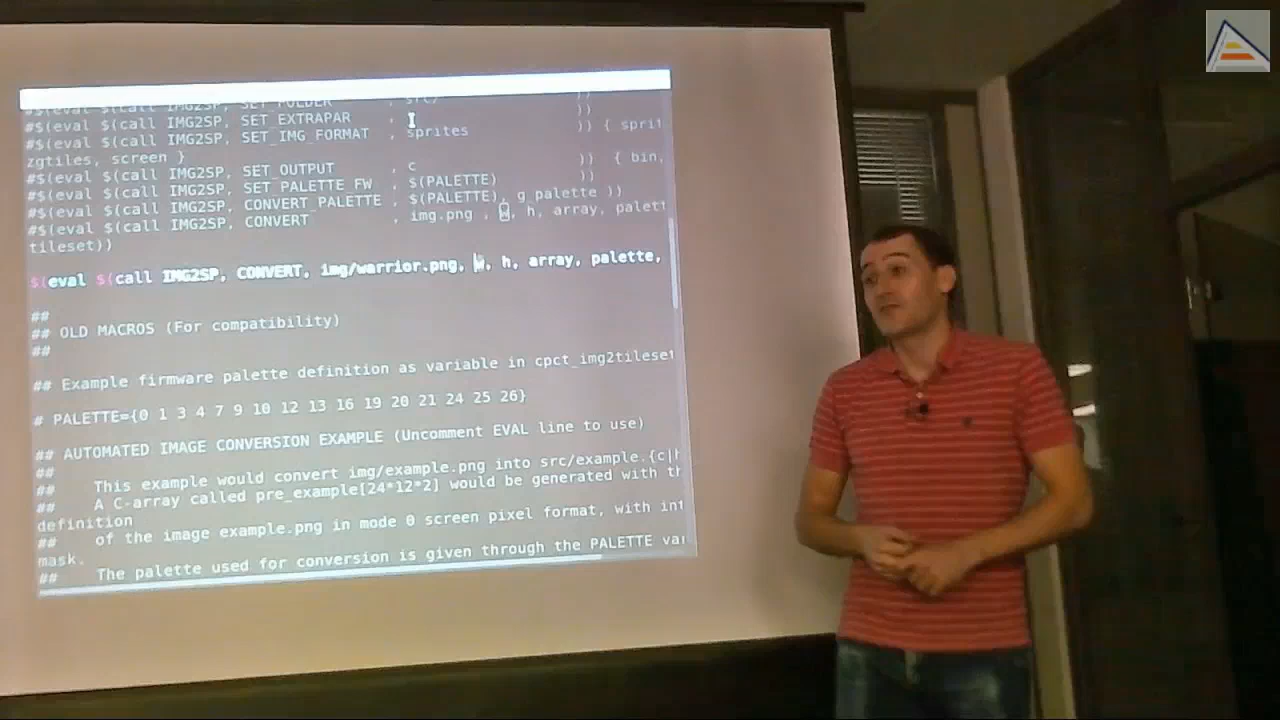 #$(eval $(call IMG2SP, SET_FOLDER , src/ ))
#$(eval $(call IMG2SP, SET_EXTRAPAR , ))
#$(eval $(call IMG2SP, SET_IMG_FORMAT , sprites )) { sprit
zgtiles, screen }
#$(eval $(call IMG2SP, SET_OUTPUT , c )) { bin,
#$(eval $(call IMG2SP, SET_PALETTE_FW , $(PALETTE) ))
#$(eval $(call IMG2SP, CONVERT_PALETTE , $(PALETTE), g_palette ))
#$(eval $(call IMG2SP, CONVERT , img.png , w, h, array, palett
tileset))
$(eval $(call IMG2SP, CONVERT, img/warrior.png, w, h, array, palette,
##
## OLD MACROS (For compatibility)
##
## Example firmware palette definition as variable in cpct_img2tileset
# PALETTE={0 1 3 4 7 9 10 12 13 16 19 20 21 24 25 26}
## AUTOMATED IMAGE CONVERSION EXAMPLE (Uncomment EVAL line to use)
##
## This example would convert img/example.png into src/example.{c|h
## A C-array called pre_example[24*12*2] would be generated with th
definition
## of the image example.png in mode 0 screen pixel format, with int
mask.
## The palette used for conversion is given through the PALETTE var